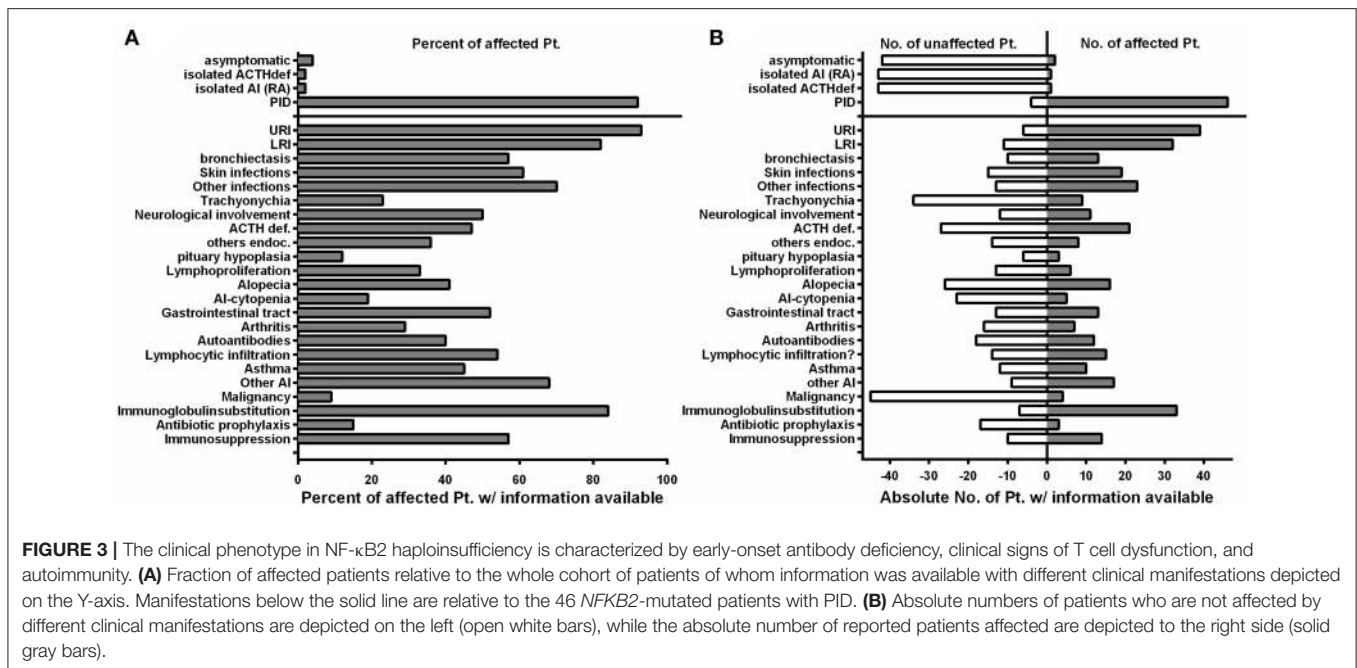 A
Percent of affected Pt.
asymptomatic
isolated ACTHdef
isolated AI (RA)
PID
URI
LRI
bronchiectasis
Skin infections
Other infections
Trachyonychia
Neurological involvement
ACTH def.
others endoc.
pituary hypoplasia
Lymphoproliferation
Alopecia
AI-cytopenia
Gastrointestinal tract
Arthritis
Autoantibodies
Lymphocytic infiltration
Asthma
Other AI
Malignancy
Immunoglobulinsubstitution
Antibiotic prophylaxis
Immunosuppression
0 20 40 60 80 100
Percent of affected Pt. w/ information available
B
No. of unaffected Pt. No. of affected Pt.
asymptomatic
isolated AI (RA)
isolated ACTHdef
PID
URI
LRI
bronchiectasis
Skin infections
Other infections
Trachyonychia
Neurological involvement
ACTH def.
others endoc.
pituary hypoplasia
Lymphoproliferation
Alopecia
AI-cytopenia
Gastrointestinal tract
Arthritis
Autoantibodies
Lymphocytic infiltration?
Asthma
other AI
Malignancy
Immunoglobulinsubstitution
Antibiotic prophylaxis
Immunosuppression
-40 -30 -20 -10 0 10 20 30 40
Absolute No. of Pt. w/ information available
FIGURE 3 | The clinical phenotype in NF-κB2 haploinsufficiency is characterized by early-onset antibody deficiency, clinical signs of T cell dysfunction, and
autoimmunity. (A) Fraction of affected patients relative to the whole cohort of patients of whom information was available with different clinical manifestations depicted
on the Y-axis. Manifestations below the solid line are relative to the 46 NFKB2-mutated patients with PID. (B) Absolute numbers of patients who are not affected by
different clinical manifestations are depicted on the left (open white bars), while the absolute number of reported patients affected are depicted to the right side (solid
gray bars).